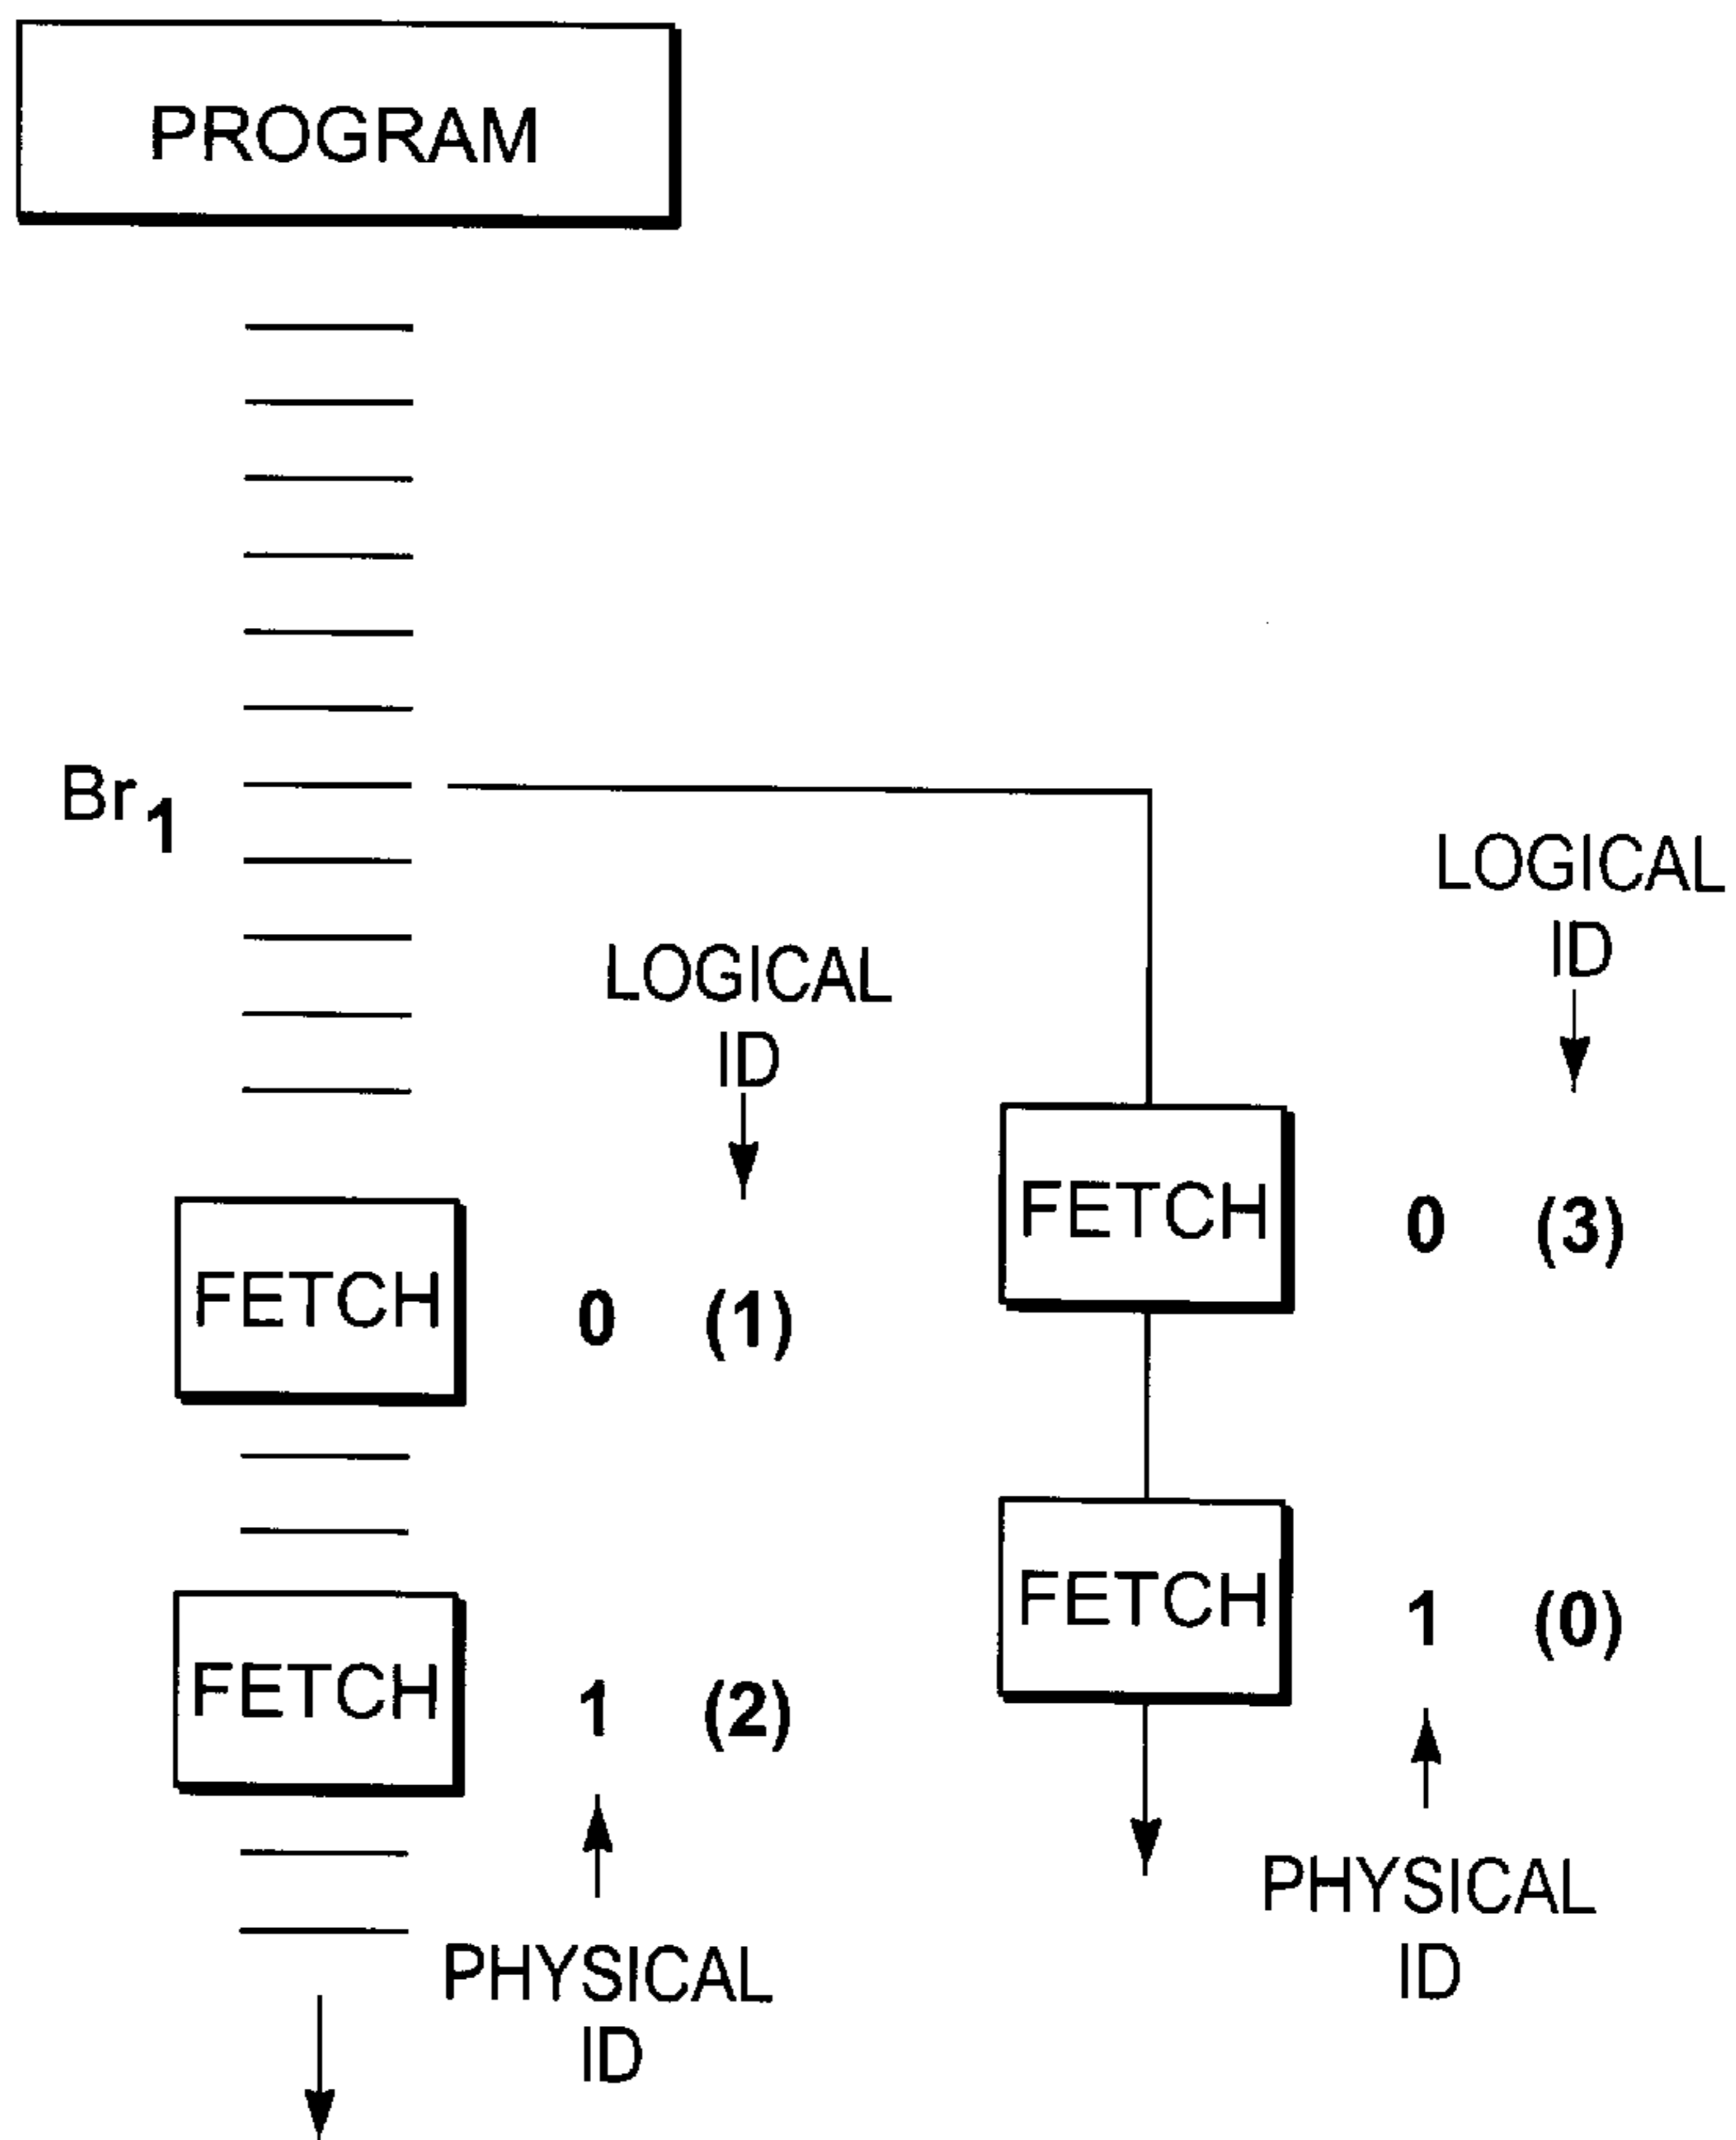 PROGRAM
Br1
LOGICAL
ID
LOGICAL
ID
FETCH 0 (3)
FETCH 0 (1)
FETCH 1 (0)
FETCH 1 (2)
PHYSICAL
ID
PHYSICAL
ID